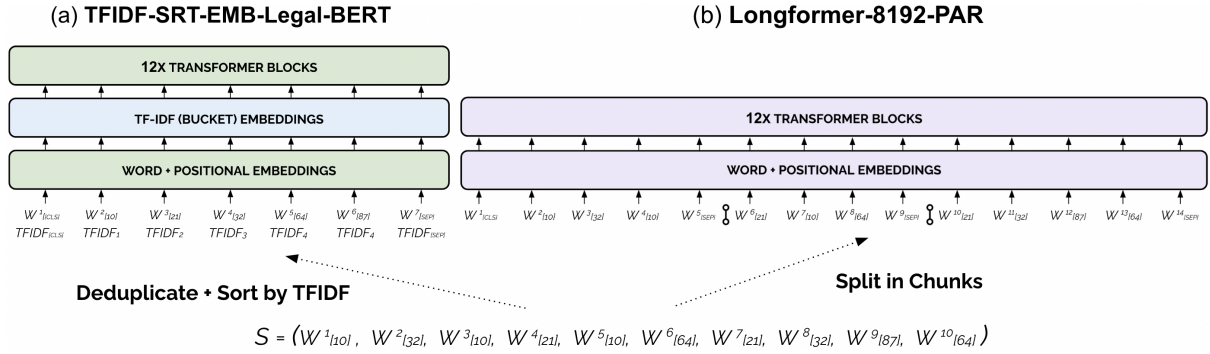 (a) TFIDF-SRT-EMB-Legal-BERT
12X TRANSFORMER BLOCKS
TF-IDF (BUCKET) EMBEDDINGS
WORD + POSITIONAL EMBEDDINGS
W¹[CLS] W²[10] W³[21] W⁴[32] W⁵[64] W⁶[87] W⁷[SEP]
TFIDF[CLS] TFIDF₁ TFIDF₂ TFIDF₃ TFIDF₄ TFIDF₄ TFIDF[SEP]
(b) Longformer-8192-PAR
12X TRANSFORMER BLOCKS
WORD + POSITIONAL EMBEDDINGS
W¹[CLS] W²[10] W³[32] W⁴[10] W⁵[SEP] W⁶[21] W⁷[10] W⁸[64] W⁹[SEP] W¹⁰[21] W¹¹[32] W¹²[87] W¹³[64] W¹⁴[SEP]
Deduplicate + Sort by TFIDF
Split in Chunks
S = (W¹[10], W²[32], W³[10], W⁴[21], W⁵[10], W⁶[64], W⁷[21], W⁸[32], W⁹[87], W¹⁰[64])